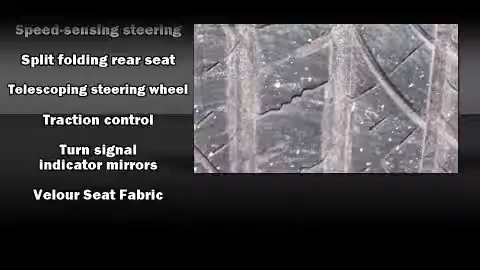 Speed-sensing steering
Split folding rear seat
Telescoping steering wheel
Traction control
Turn signal
indicator mirrors
Velour Seat Fabric